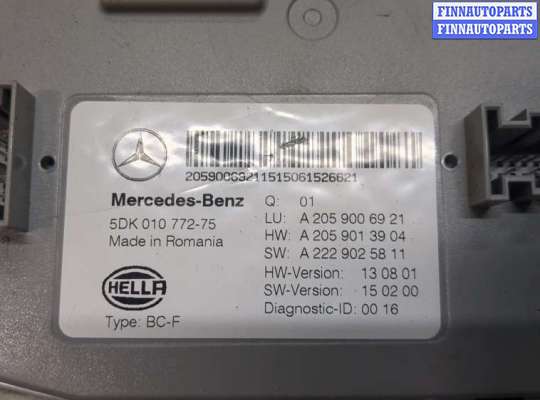 FINNAUTOPARTS
FINNAUTOPARTS
Mercedes-Benz
5DK 010 772-75
Made in Romania
HELLA
Type: BC-F
Q: 01
LU: A 205 900 69 21
HW: A 205 901 39 04
SW: A 222 902 58 11
HW-Version: 13 08 01
SW-Version: 15 02 00
Diagnostic-ID: 00 16